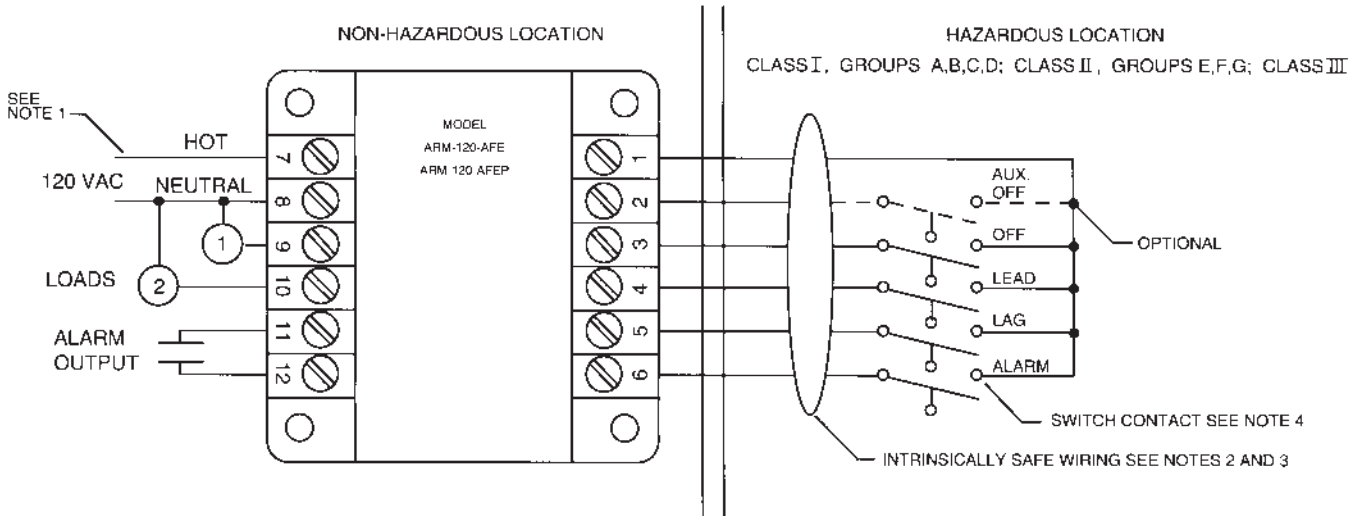 NON-HAZARDOUS LOCATION
HAZARDOUS LOCATION
CLASS I, GROUPS A,B,C,D; CLASS II, GROUPS E,F,G; CLASS III
SEE
NOTE 1
HOT
120 VAC
NEUTRAL
1
2
LOADS
ALARM
OUTPUT
7
8
9
10
11
12
MODEL
ARM-120-AFE
ARM 120 AFEP
1
2
3
4
5
6
AUX.
OFF
OFF
LEAD
LAG
ALARM
OPTIONAL
SWITCH CONTACT SEE NOTE 4
INTRINSICALLY SAFE WIRING SEE NOTES 2 AND 3